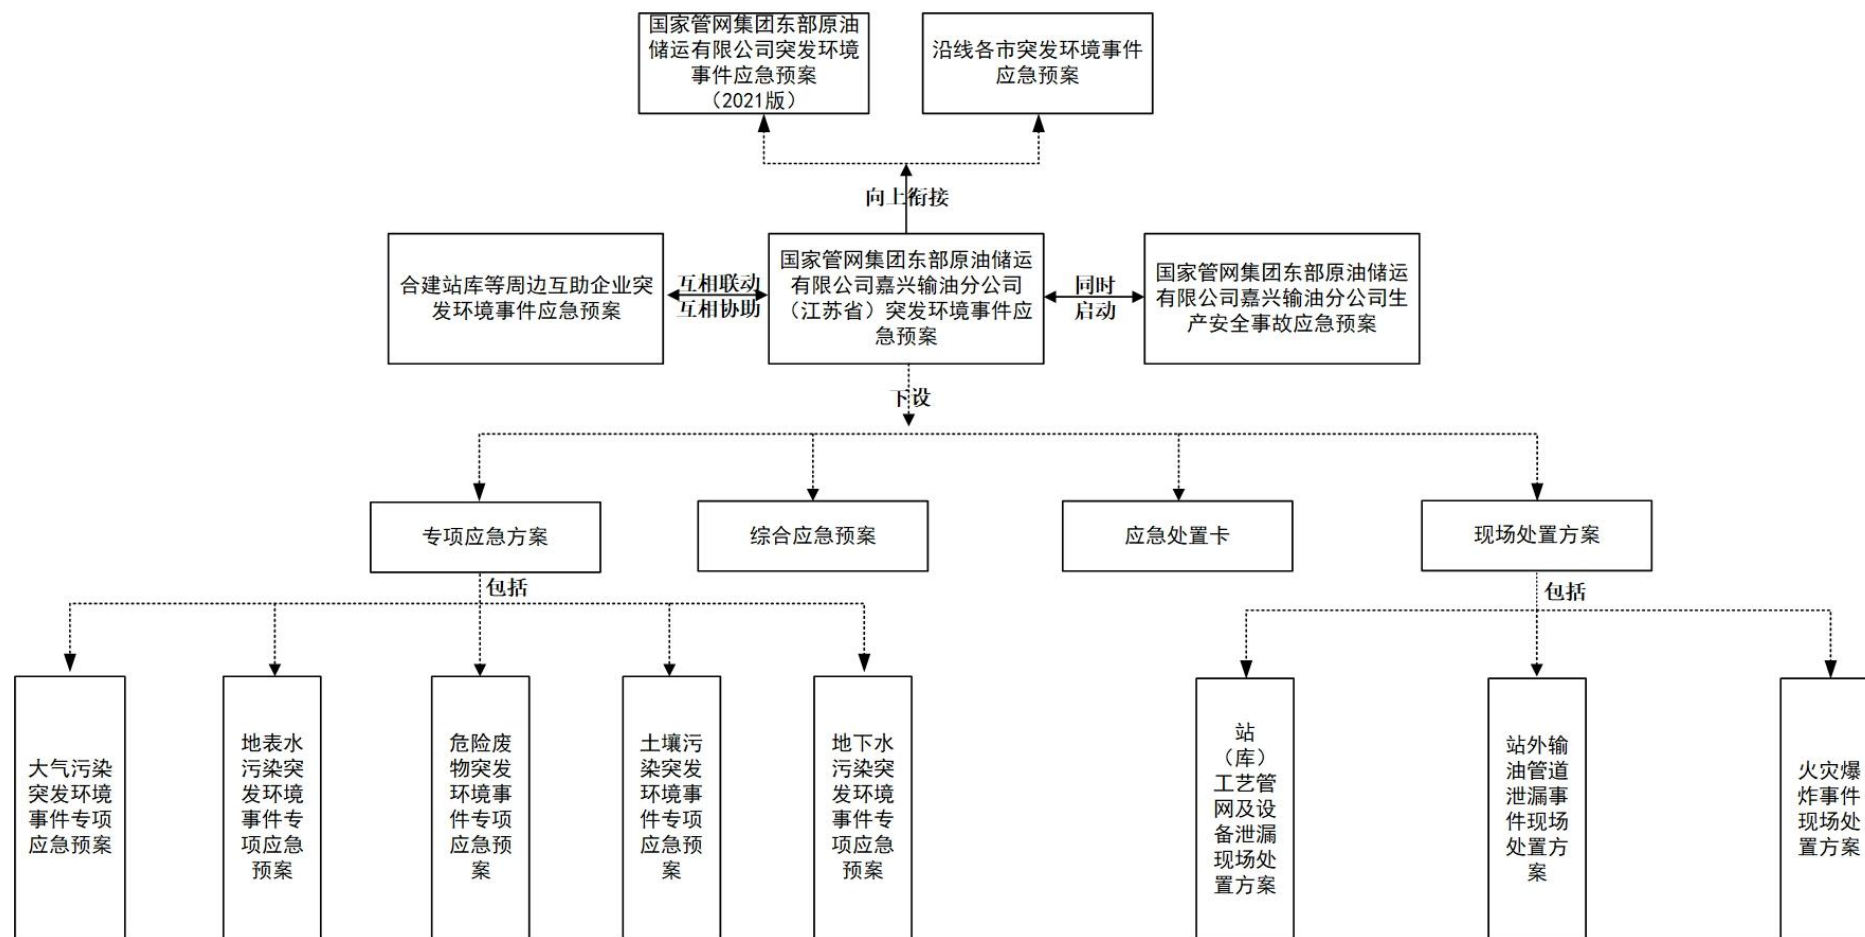 国家管网集团东部原油
储运有限公司突发环境
事件应急预案
（2021版）
沿线各市突发环境事件
应急预案
向上衔接
合建站库等周边互助企业突
发环境事件应急预案
互相联动
互相协助
国家管网集团东部原油储运
有限公司嘉兴输油分公司
（江苏省）突发环境事件应
急预案
同时
启动
国家管网集团东部原油储运
有限公司嘉兴输油分公司生
产安全事故应急预案
下设
专项应急方案
综合应急预案
应急处置卡
现场处置方案
包括
包括
大气污染
突发环境
事件专项
应急预案
地表水
污染突
发环境
事件专
项应急
预案
危险废
物突发
环境事
件专项
应急预
案
土壤污
染突发
环境事
件专项
应急预
案
地下水
污染突
发环境
事件专
项应急
预案
站
（库）
工艺管
网及设
备泄漏
现场处
置方案
站外输
油管道
泄漏事
件现场
处置方
案
火灾爆
炸事件
现场处
置方案